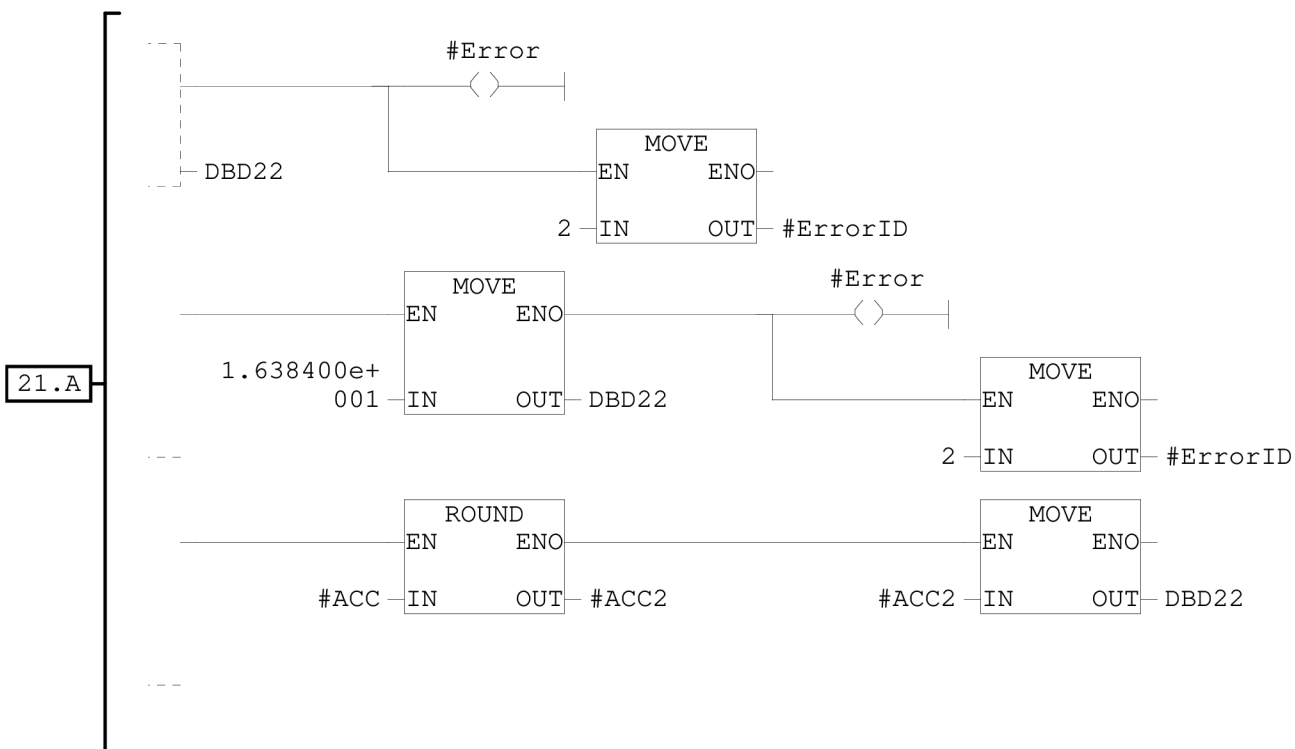 #Error
MOVE
DBD22
EN ENO
2 IN OUT #ErrorID
#Error
MOVE
EN ENO
1.638400e+
001 IN OUT DBD22
21.A
MOVE
EN ENO
2 IN OUT #ErrorID
ROUND MOVE
EN ENO EN ENO
#ACC IN OUT #ACC2 #ACC2 IN OUT DBD22